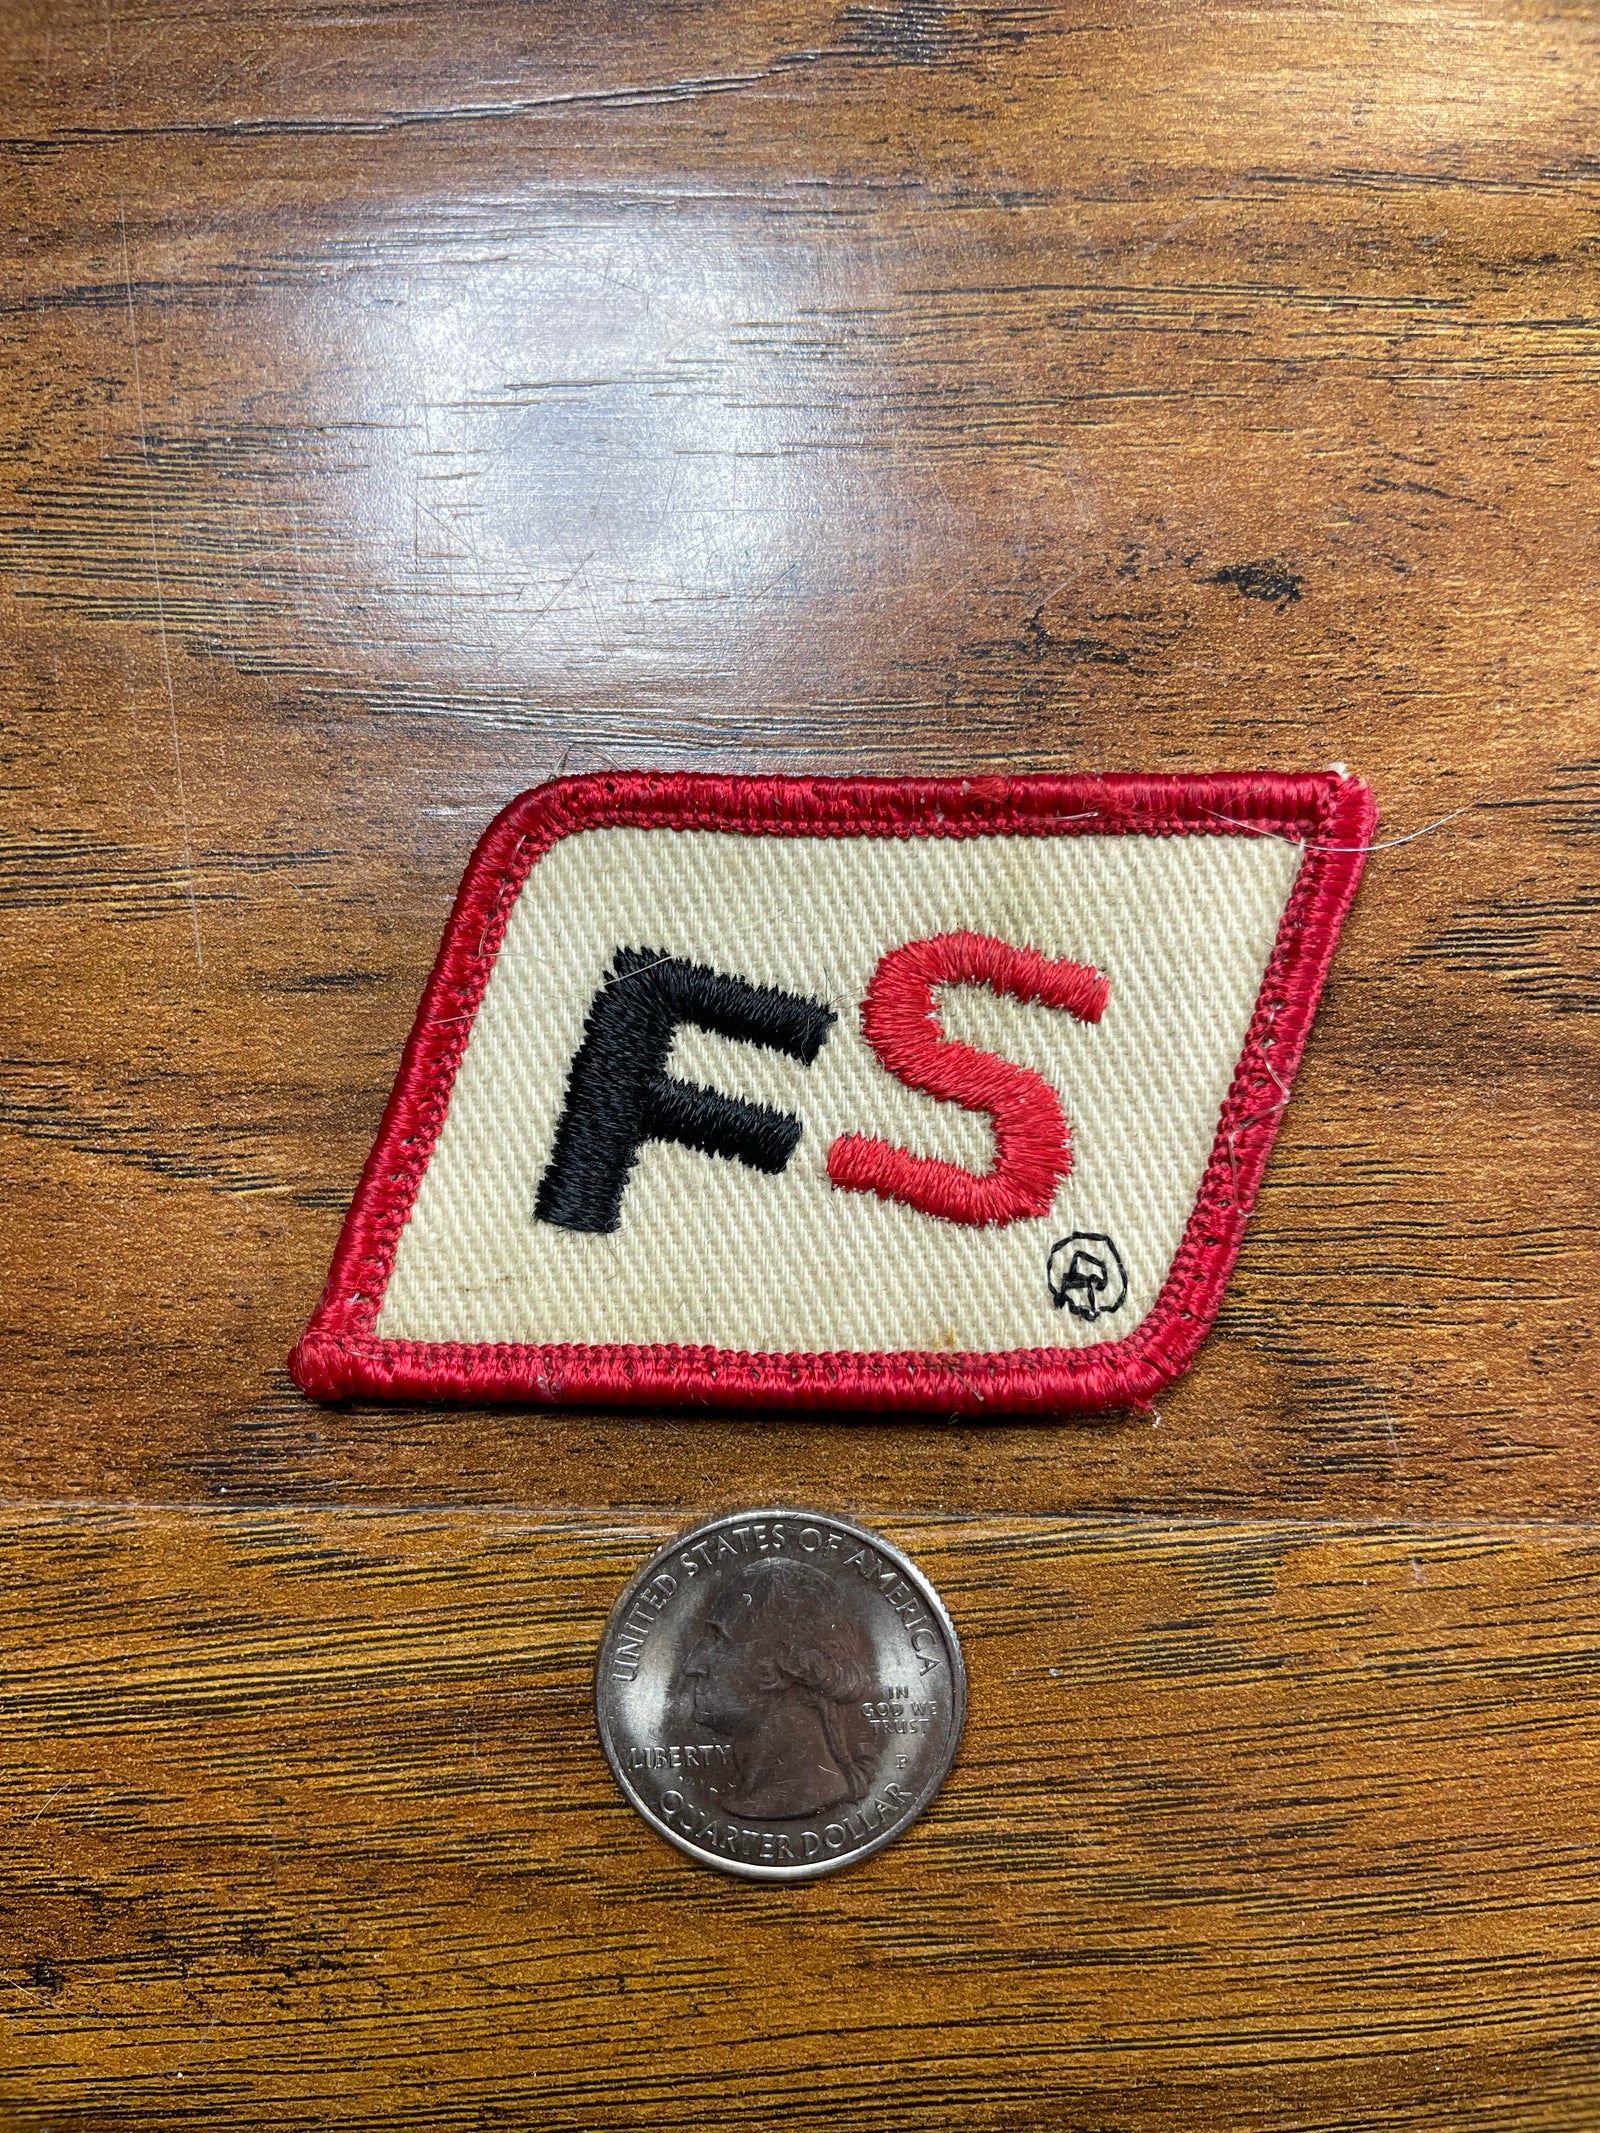 FS
®
UNITED STATES OF AMERICA
IN
GOD WE
TRUST
LIBERTY
P
QUARTER DOLLAR